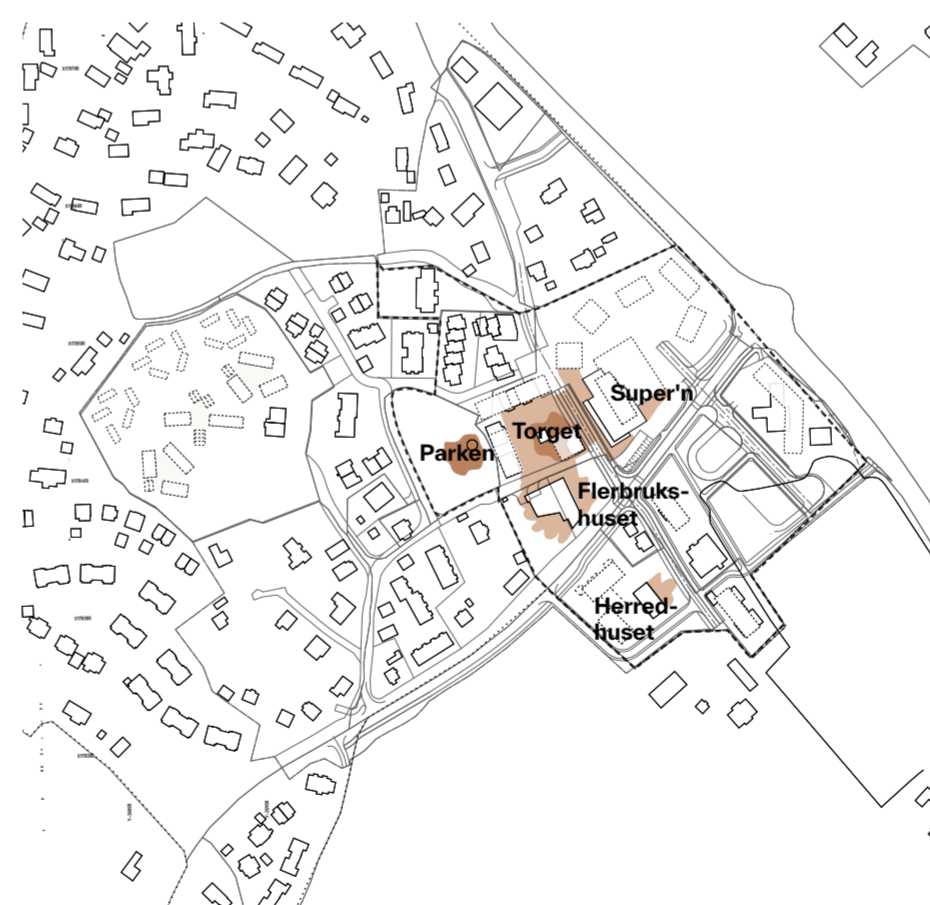 Super'n
Torget
Parken
Flerbruks-
huset
Herred-
huset